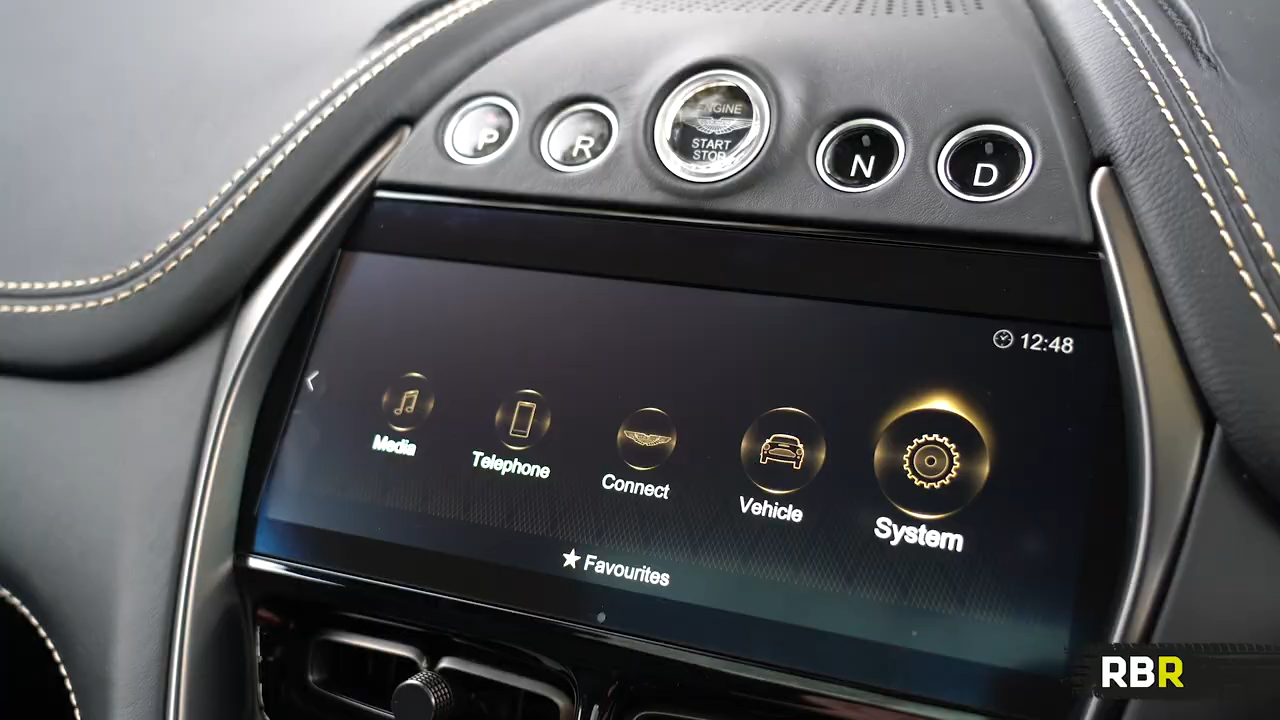 P
R
ENGINE
START
STOP
N
D
12:48
Media
Telephone
Connect
Vehicle
System
★ Favourites
RBR